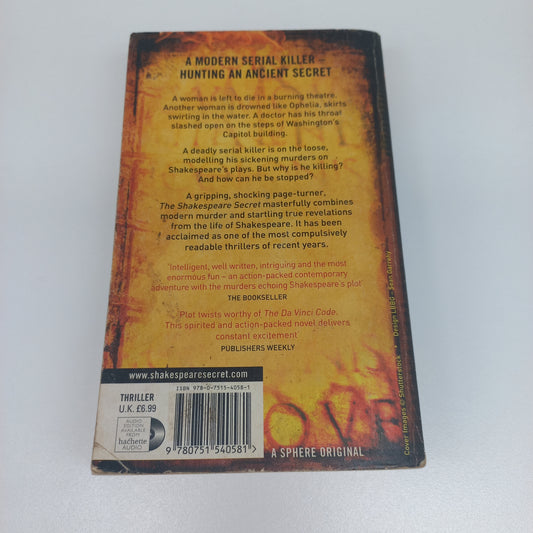 A MODERN SERIAL KILLER –
HUNTING AN ANCIENT SECRET
A woman is left to die in a burning theatre.
Another woman is drowned like Ophelia, skirts
swirling in the water. A doctor has his throat
slashed open on the steps of Washington's
Capitol building.
A deadly serial killer is on the loose,
modelling his sickening murders on
Shakespeare's plays. But why is he killing?
And how can he be stopped?
A gripping, shocking page-turner,
The Shakespeare Secret masterfully combines
modern murder and startling true revelations
from the life of Shakespeare. It has been
acclaimed as one of the most compulsively
readable thrillers of recent years.
'Intelligent, well written, intriguing and the most
enormous fun – an action-packed contemporary
adventure with the murders echoing Shakespeare's plot'
THE BOOKSELLER
'Plot twists worthy of The Da Vinci Code.
This spirited and action-packed novel delivers
constant excitement'
PUBLISHERS WEEKLY
www.shakespearesecret.com
THRILLER
U.K. £6.99
AUDIO
EDITION
AVAILABLE
FROM
hachette
AUDIO
ISBN 978-0-7515-4058-1
9 780751 540581 >
A SPHERE ORIGINAL
Cover Images © Shutterstock • Design LBBG – Sean Garrehy